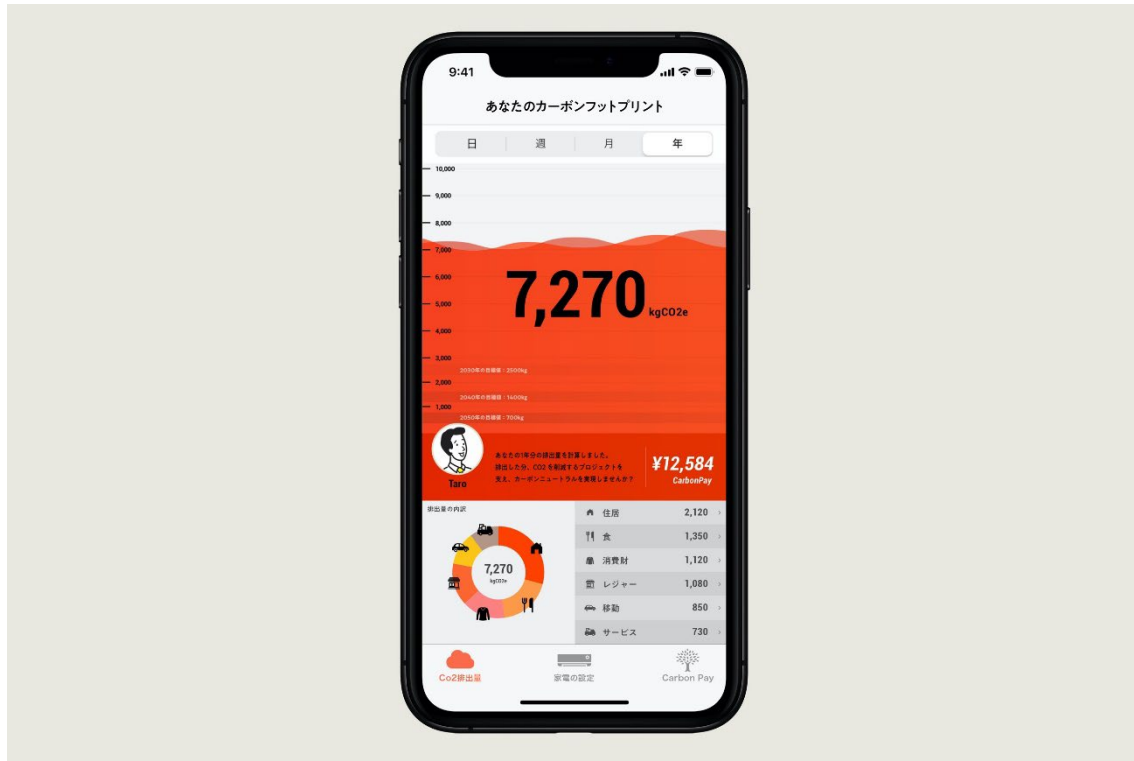 9:41
あなたのカーボンフットプリント
日 週 月 年
10,000
9,000
8,000
7,000
6,000
5,000
4,000
3,000
2,000
1,000
7,270 kgCO2e
2030年の目標値：2000kg
2040年の目標値：1400kg
2050年の目標値：700kg
Taro
あなたの1年分の排出量を計算しました。
排出した分、CO2を削減するプロジェクトを
支え、カーボンニュートラルを実現しませんか？
¥12,584
CarbonPay
排出量の内訳
7,270
kgCO2e
住居 2,120
食 1,350
消費財 1,120
レジャー 1,080
移動 850
サービス 730
Co2排出量
家電の設定
Carbon Pay